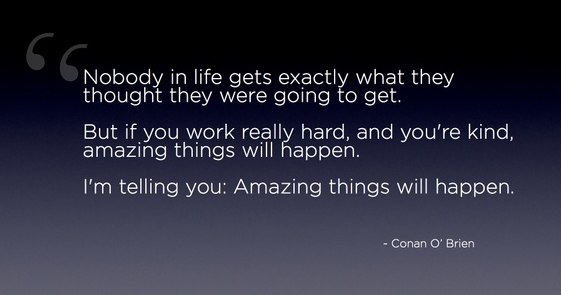 “
Nobody in life gets exactly what they
thought they were going to get.
But if you work really hard, and you're kind,
amazing things will happen.
I'm telling you: Amazing things will happen.
- Conan O' Brien